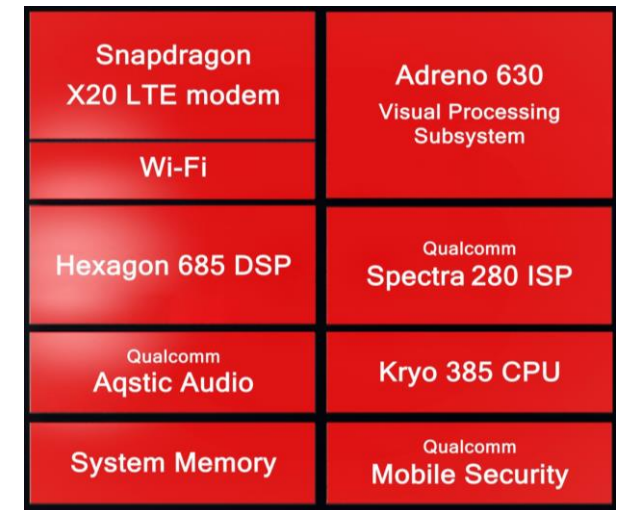 Snapdragon
X20 LTE modem
Wi-Fi
Hexagon 685 DSP
Qualcomm
Aqstic Audio
System Memory
Adreno 630
Visual Processing
Subsystem
Qualcomm
Spectra 280 ISP
Kryo 385 CPU
Qualcomm
Mobile Security